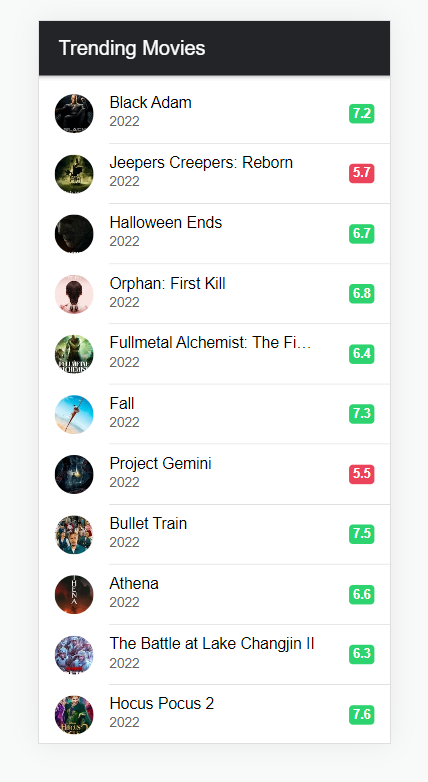 Trending Movies
Black Adam
2022
7.2
Jeepers Creepers: Reborn
2022
5.7
Halloween Ends
2022
6.7
Orphan: First Kill
2022
6.8
Fullmetal Alchemist: The Fi...
2022
6.4
Fall
2022
7.3
Project Gemini
2022
5.5
Bullet Train
2022
7.5
Athena
2022
6.6
The Battle at Lake Changjin II
2022
6.3
Hocus Pocus 2
2022
7.6